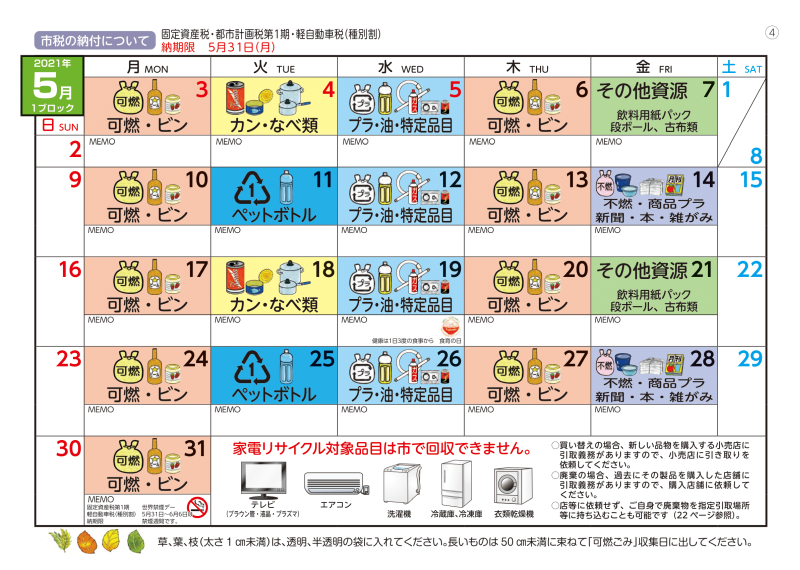 市税の納付について
固定資産税・都市計画税第1期・軽自動車税(種別割)
納期限 5月31日(月)
④
2021年
5月
1ブロック
日 SUN
月 MON
火 TUE
水 WED
木 THU
金 FRI
土 SAT
1
2
可燃
3
可燃・ビン
MEMO
4
カン・なべ類
MEMO
プラ
5
プラ・油・特定品目
MEMO
可燃
6
可燃・ビン
MEMO
その他資源 7
飲料用紙パック
段ボール、古布類
MEMO
8
9
可燃
10
可燃・ビン
MEMO
1
11
ペットボトル
MEMO
プラ
12
プラ・油・特定品目
MEMO
可燃
13
可燃・ビン
MEMO
不燃
14
不燃・商品プラ
新聞・本・雑がみ
MEMO
15
16
可燃
17
可燃・ビン
MEMO
18
カン・なべ類
MEMO
プラ
19
プラ・油・特定品目
MEMO
健康は1日3度の食事から 食育の日
可燃
20
可燃・ビン
MEMO
その他資源 21
飲料用紙パック
段ボール、古布類
MEMO
22
23
可燃
24
可燃・ビン
MEMO
1
25
ペットボトル
MEMO
プラ
26
プラ・油・特定品目
MEMO
可燃
27
可燃・ビン
MEMO
不燃
28
不燃・商品プラ
新聞・本・雑がみ
MEMO
29
30
可燃
31
可燃・ビン
MEMO
固定資産税第1期
軽自動車税(種別割)
納期限
世界禁煙デー
5月31日~6月6日
禁煙週間です。
家電リサイクル対象品目は市で回収できません。
テレビ
(ブラウン管・液晶・プラズマ)
エアコン
洗濯機
冷蔵庫、冷凍庫
衣類乾燥機
○買い替えの場合、新しい品物を購入する小売店に
引取義務がありますので、小売店に引き取りを
依頼してください。
○廃棄の場合、過去にその製品を購入した店舗に
引取義務がありますので、購入店舗に依頼して
ください。
○店等に依頼せず、ご自身で廃棄物を指定引取場所
等に持ち込むことも可能です(22ページ参照)。
草、葉、枝(太さ1㎝未満)は、透明、半透明の袋に入れてください。長いものは50㎝未満に束ねて「可燃ごみ」収集日に出してください。